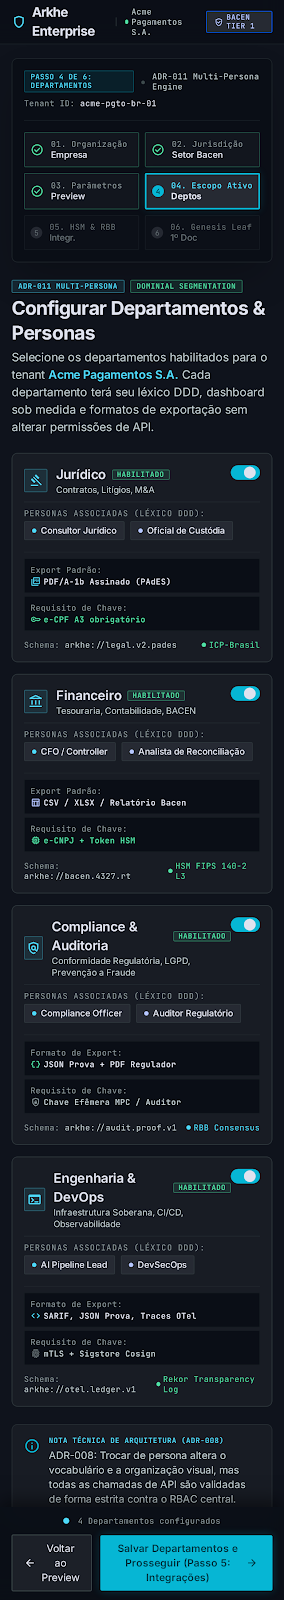 Arkhe
Enterprise
Acme
Pagamentos
S.A.
BACEN
TIER 1
PASSO 4 DE 6:
DEPARTAMENTOS
ADR-011 Multi-Persona
Engine
Tenant ID: acme-pgto-br-01
01. Organização
Empresa
02. Jurisdição
Setor Bacen
03. Parâmetros
Preview
4
04. Escopo Ativo
Deptos
5
05. HSM & RBB
Integr.
6
06. Genesis Leaf
1º Doc
ADR-011 MULTI-PERSONA
DOMINIAL SEGMENTATION
Configurar Departamentos &
Personas
Selecione os departamentos habilitados para o
tenant Acme Pagamentos S.A. Cada
departamento terá seu léxico DDD, dashboard
sob medida e formatos de exportação sem
alterar permissões de API.
Jurídico HABILITADO
Contratos, Litígios, M&A
PERSONAS ASSOCIADAS (LÉXICO DDD):
Consultor Jurídico
Oficial de Custódia
Export Padrão:
PDF/A-1b Assinado (PAdES)
Requisito de Chave:
e-CPF A3 obrigatório
Schema: arkhe://legal.v2.pades
ICP-Brasil
Financeiro HABILITADO
Tesouraria, Contabilidade, BACEN
PERSONAS ASSOCIADAS (LÉXICO DDD):
CFO / Controller
Analista de Reconciliação
Export Padrão:
CSV / XLSX / Relatório Bacen
Requisito de Chave:
e-CNPJ + Token HSM
Schema:
arkhe://bacen.4327.rt
HSM FIPS 140-2
L3
Compliance &
Auditoria
HABILITADO
Conformidade Regulatória, LGPD,
Prevenção a Fraude
PERSONAS ASSOCIADAS (LÉXICO DDD):
Compliance Officer
Auditor Regulatório
Formato de Export:
JSON Prova + PDF Regulador
Requisito de Chave:
Chave Efêmera MPC / Auditor
Schema: arkhe://audit.proof.v1
RBB Consensus
Engenharia &
DevOps
HABILITADO
Infraestrutura Soberana, CI/CD,
Observabilidade
PERSONAS ASSOCIADAS (LÉXICO DDD):
AI Pipeline Lead
DevSecOps
Formato de Export:
SARIF, JSON Prova, Traces OTel
Requisito de Chave:
mTLS + Sigstore Cosign
Schema:
arkhe://otel.ledger.v1
Rekor Transparency
Log
NOTA TÉCNICA DE ARQUITETURA (ADR-008)
ADR-008: Trocar de persona altera o
vocabulário e a organização visual, mas
todas as chamadas de API são validadas
de forma estrita contra o RBAC central.
4 Departamentos configurados
Voltar
ao
Preview
Salvar Departamentos e
Prosseguir (Passo 5:
Integrações)